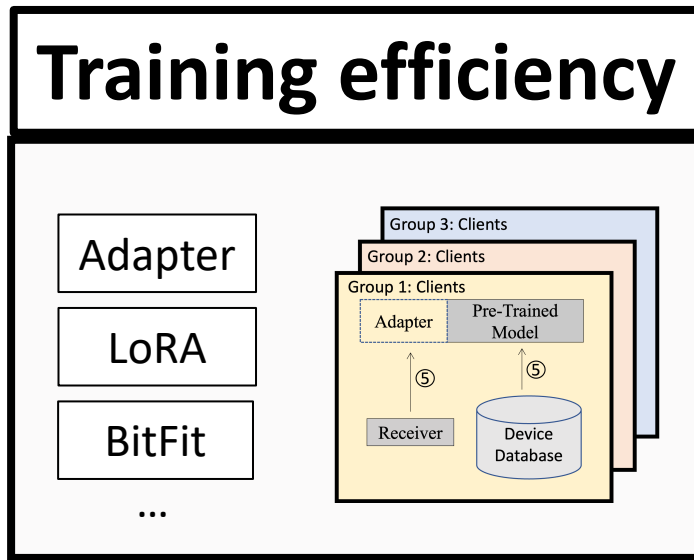 Training efficiency
Adapter
LoRA
BitFit
...
Group 3: Clients
Group 2: Clients
Group 1: Clients
Adapter
Pre-Trained
Model
⑤
⑤
Receiver
Device
Database